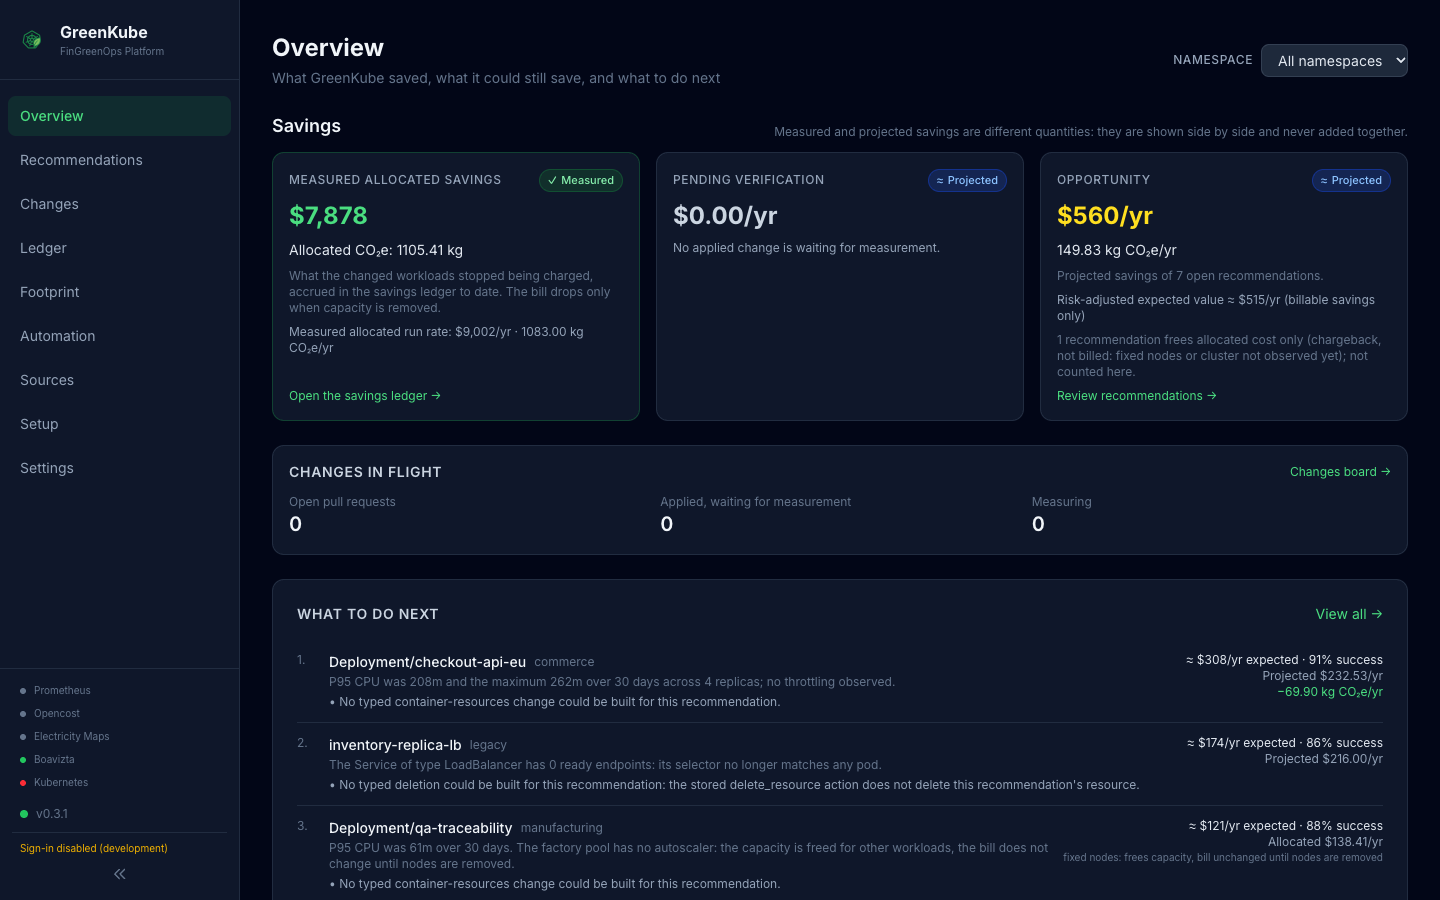 GreenKube
FinGreenOps Platform
Overview
Recommendations
Changes
Ledger
Footprint
Automation
Sources
Setup
Settings
Prometheus
Opencost
Electricity Maps
Boavizta
Kubernetes
v0.3.1
Sign-in disabled (development)
Overview
What GreenKube saved, what it could still save, and what to do next
NAMESPACE
All namespaces
Savings
Measured and projected savings are different quantities: they are shown side by side and never added together.
MEASURED ALLOCATED SAVINGS
✓ Measured
$7,878
Allocated CO₂e: 1105.41 kg
What the changed workloads stopped being charged,
accrued in the savings ledger to date. The bill drops only
when capacity is removed.
Measured allocated run rate: $9,002/yr · 1083.00 kg
CO₂e/yr
Open the savings ledger →
PENDING VERIFICATION
≈ Projected
$0.00/yr
No applied change is waiting for measurement.
OPPORTUNITY
≈ Projected
$560/yr
149.83 kg CO₂e/yr
Projected savings of 7 open recommendations.
Risk-adjusted expected value ≈ $515/yr (billable savings
only)
1 recommendation frees allocated cost only (chargeback,
not billed: fixed nodes or cluster not observed yet); not
counted here.
Review recommendations →
CHANGES IN FLIGHT
Changes board →
Open pull requests
0
Applied, waiting for measurement
0
Measuring
0
WHAT TO DO NEXT
View all →
1.
Deployment/checkout-api-eu commerce
P95 CPU was 208m and the maximum 262m over 30 days across 4 replicas; no throttling observed.
• No typed container-resources change could be built for this recommendation.
≈ $308/yr expected · 91% success
Projected $232.53/yr
−69.90 kg CO₂e/yr
2.
inventory-replica-lb legacy
The Service of type LoadBalancer has 0 ready endpoints: its selector no longer matches any pod.
• No typed deletion could be built for this recommendation: the stored delete_resource action does not delete this recommendation's resource.
≈ $174/yr expected · 86% success
Projected $216.00/yr
3.
Deployment/qa-traceability manufacturing
P95 CPU was 61m over 30 days. The factory pool has no autoscaler: the capacity is freed for other workloads, the bill does not
change until nodes are removed.
• No typed container-resources change could be built for this recommendation.
≈ $121/yr expected · 88% success
Allocated $138.41/yr
fixed nodes: frees capacity, bill unchanged until nodes are removed